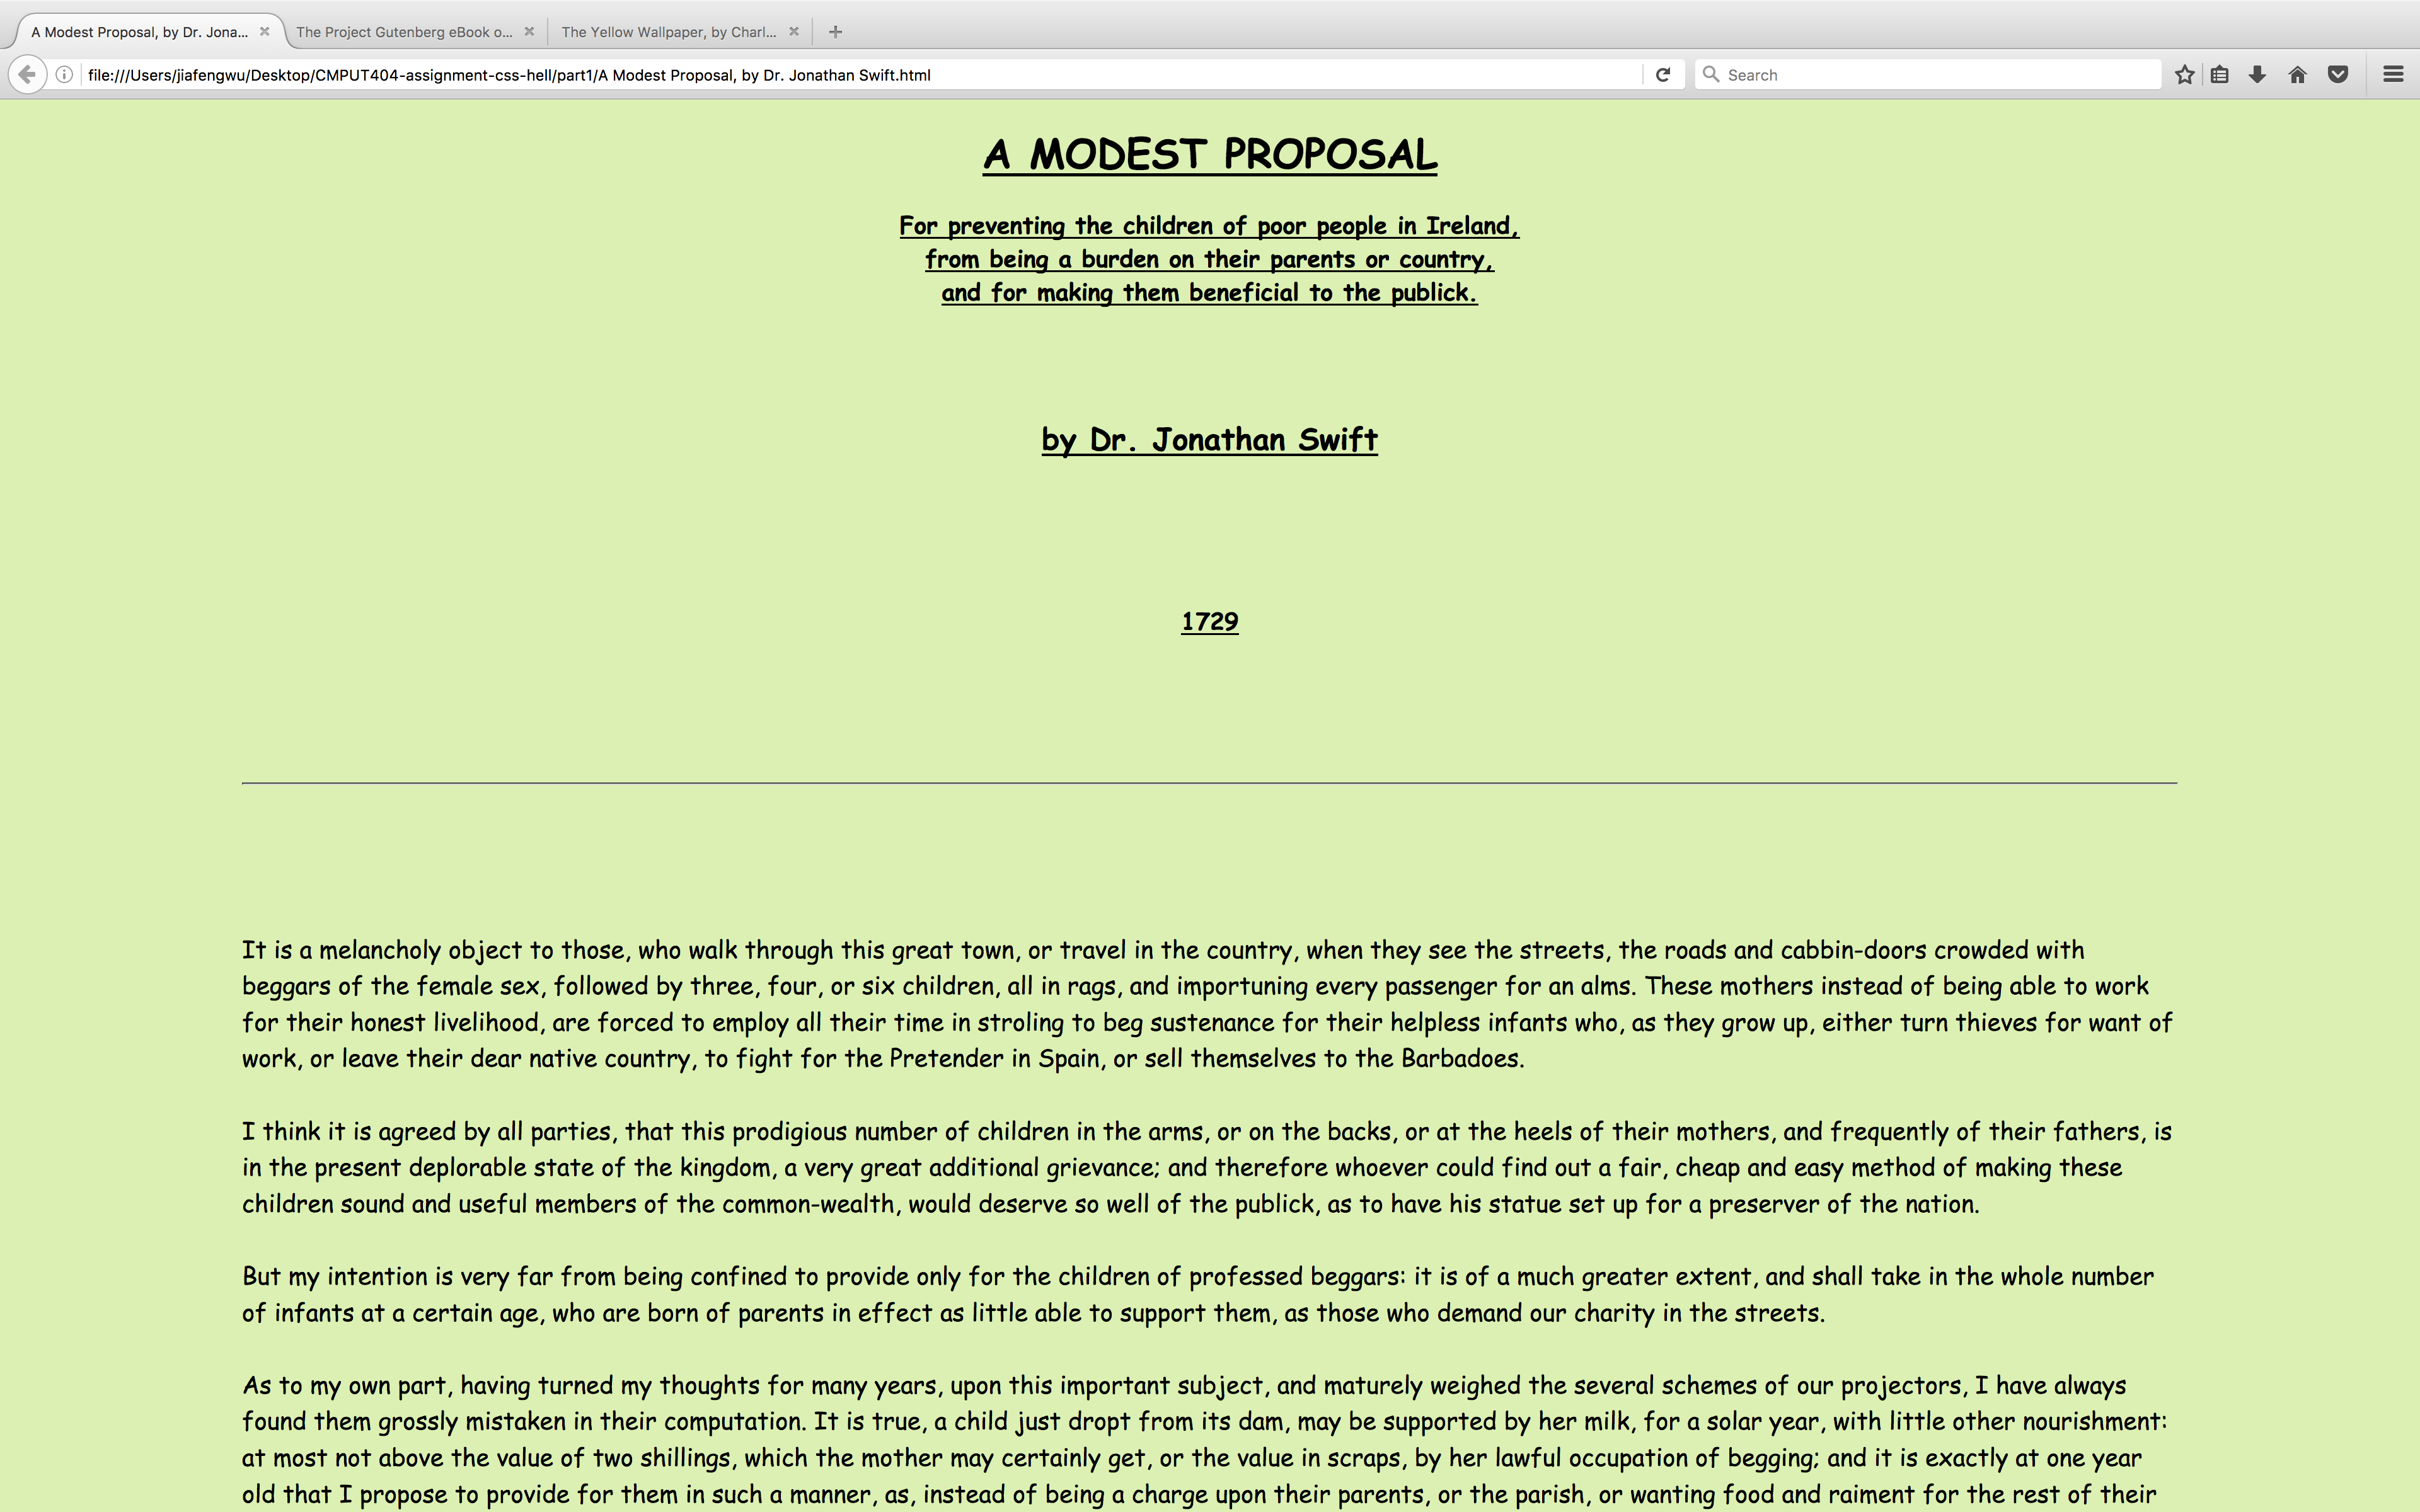 A Modest Proposal, by Dr. Jona...
The Project Gutenberg eBook o...
The Yellow Wallpaper, by Charl...
file:///Users/jiafengwu/Desktop/CMPUT404-assignment-css-hell/part1/A Modest Proposal, by Dr. Jonathan Swift.html
Search
A MODEST PROPOSAL
For preventing the children of poor people in Ireland,
from being a burden on their parents or country,
and for making them beneficial to the publick.
by Dr. Jonathan Swift
1729
It is a melancholy object to those, who walk through this great town, or travel in the country, when they see the streets, the roads and cabbin-doors crowded with
beggars of the female sex, followed by three, four, or six children, all in rags, and importuning every passenger for an alms. These mothers instead of being able to work
for their honest livelihood, are forced to employ all their time in stroling to beg sustenance for their helpless infants who, as they grow up, either turn thieves for want of
work, or leave their dear native country, to fight for the Pretender in Spain, or sell themselves to the Barbadoes.
I think it is agreed by all parties, that this prodigious number of children in the arms, or on the backs, or at the heels of their mothers, and frequently of their fathers, is
in the present deplorable state of the kingdom, a very great additional grievance; and therefore whoever could find out a fair, cheap and easy method of making these
children sound and useful members of the common-wealth, would deserve so well of the publick, as to have his statue set up for a preserver of the nation.
But my intention is very far from being confined to provide only for the children of professed beggars: it is of a much greater extent, and shall take in the whole number
of infants at a certain age, who are born of parents in effect as little able to support them, as those who demand our charity in the streets.
As to my own part, having turned my thoughts for many years, upon this important subject, and maturely weighed the several schemes of our projectors, I have always
found them grossly mistaken in their computation. It is true, a child just dropt from its dam, may be supported by her milk, for a solar year, with little other nourishment:
at most not above the value of two shillings, which the mother may certainly get, or the value in scraps, by her lawful occupation of begging; and it is exactly at one year
old that I propose to provide for them in such a manner, as, instead of being a charge upon their parents, or the parish, or wanting food and raiment for the rest of their